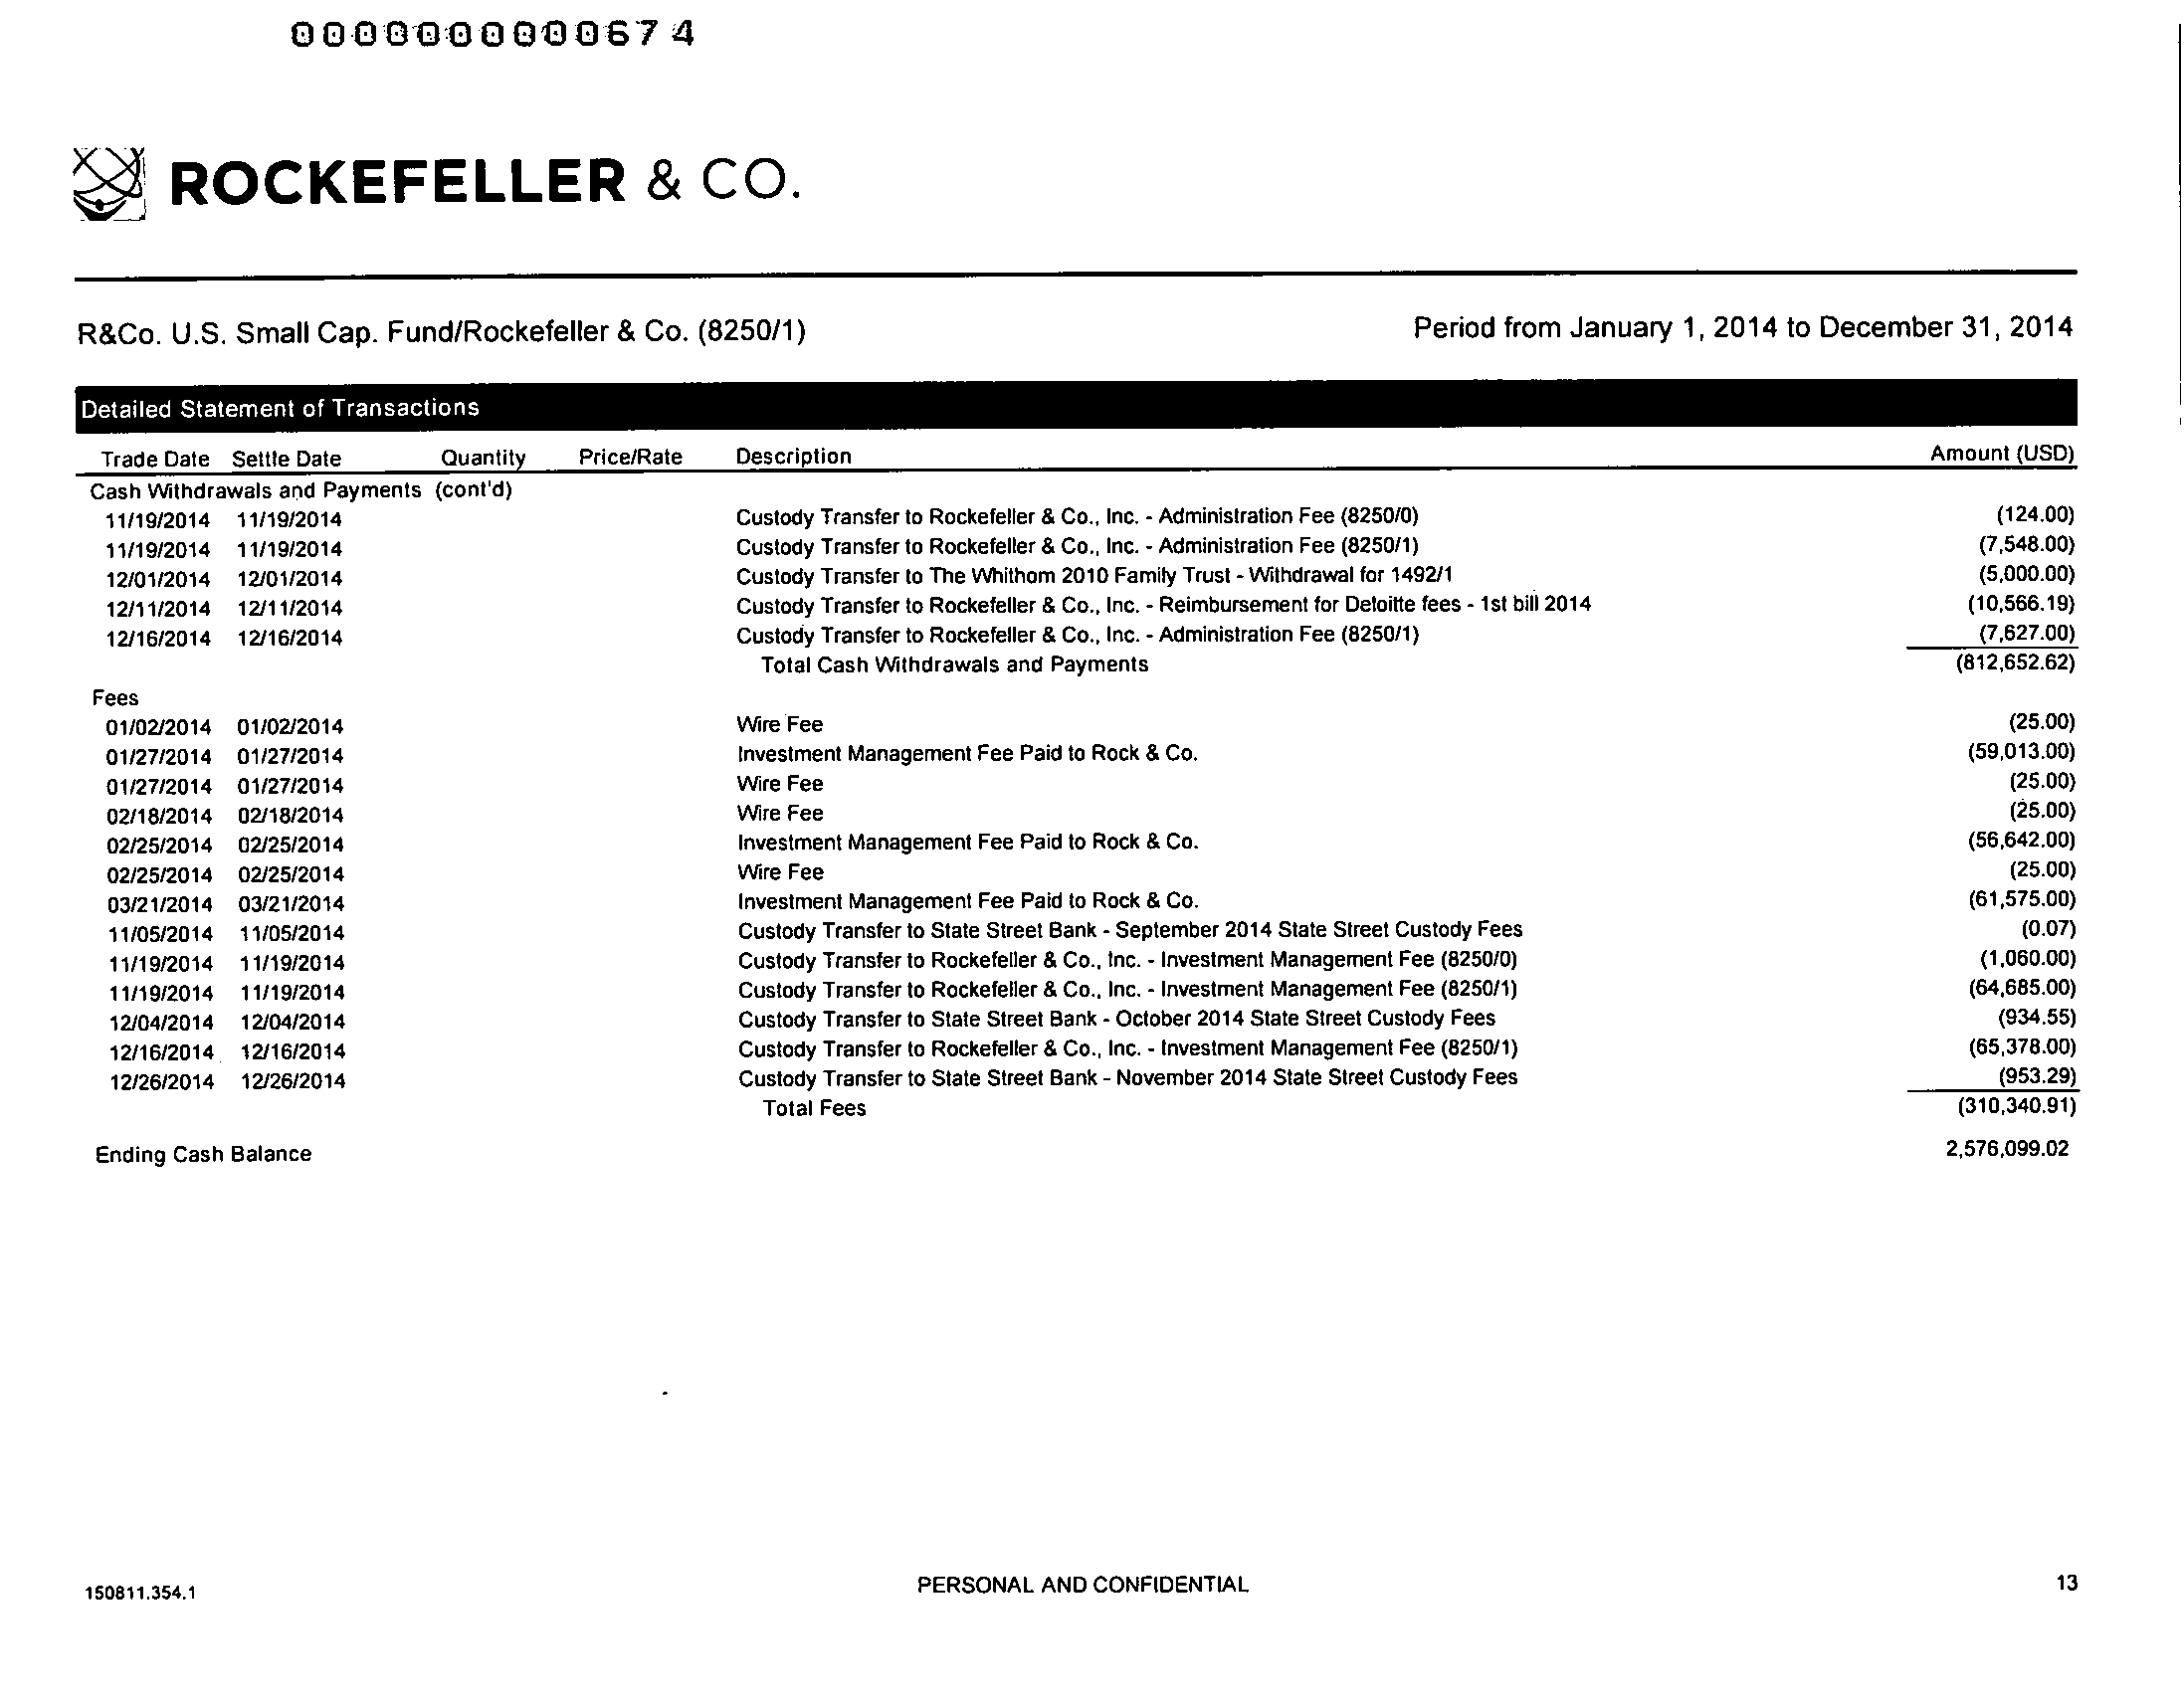 0000000000674
ROCKEFELLER & CO.
R&Co. U.S. Small Cap. Fund/Rockefeller & Co. (8250/1) Period from January 1, 2014 to December 31, 2014
Detailed Statement of Transactions
Trade Date Settle Date Quantity Price/Rate Description Amount (USD)
Cash Withdrawals and Payments (cont'd)
11/19/2014 11/19/2014 Custody Transfer to Rockefeller & Co., Inc. - Administration Fee (8250/0) (124.00)
11/19/2014 11/19/2014 Custody Transfer to Rockefeller & Co., Inc. - Administration Fee (8250/1) (7,548.00)
12/01/2014 12/01/2014 Custody Transfer to The Whithom 2010 Family Trust - Withdrawal for 1492/1 (5,000.00)
12/11/2014 12/11/2014 Custody Transfer to Rockefeller & Co., Inc. - Reimbursement for Deloitte fees - 1st bill 2014 (10,566.19)
12/16/2014 12/16/2014 Custody Transfer to Rockefeller & Co., Inc. - Administration Fee (8250/1) (7,627.00)
Total Cash Withdrawals and Payments (812,652.62)
Fees
01/02/2014 01/02/2014 Wire Fee (25.00)
01/27/2014 01/27/2014 Investment Management Fee Paid to Rock & Co. (59,013.00)
01/27/2014 01/27/2014 Wire Fee (25.00)
02/18/2014 02/18/2014 Wire Fee (25.00)
02/25/2014 02/25/2014 Investment Management Fee Paid to Rock & Co. (56,642.00)
02/25/2014 02/25/2014 Wire Fee (25.00)
03/21/2014 03/21/2014 Investment Management Fee Paid to Rock & Co. (61,575.00)
11/05/2014 11/05/2014 Custody Transfer to State Street Bank - September 2014 State Street Custody Fees (0.07)
11/19/2014 11/19/2014 Custody Transfer to Rockefeller & Co., Inc. - Investment Management Fee (8250/0) (1,060.00)
11/19/2014 11/19/2014 Custody Transfer to Rockefeller & Co., Inc. - Investment Management Fee (8250/1) (64,685.00)
12/04/2014 12/04/2014 Custody Transfer to State Street Bank - October 2014 State Street Custody Fees (934.55)
12/16/2014 12/16/2014 Custody Transfer to Rockefeller & Co., Inc. - Investment Management Fee (8250/1) (65,378.00)
12/26/2014 12/26/2014 Custody Transfer to State Street Bank - November 2014 State Street Custody Fees (953.29)
Total Fees (310,340.91)
Ending Cash Balance 2,576,099.02
150811.354.1 PERSONAL AND CONFIDENTIAL 13